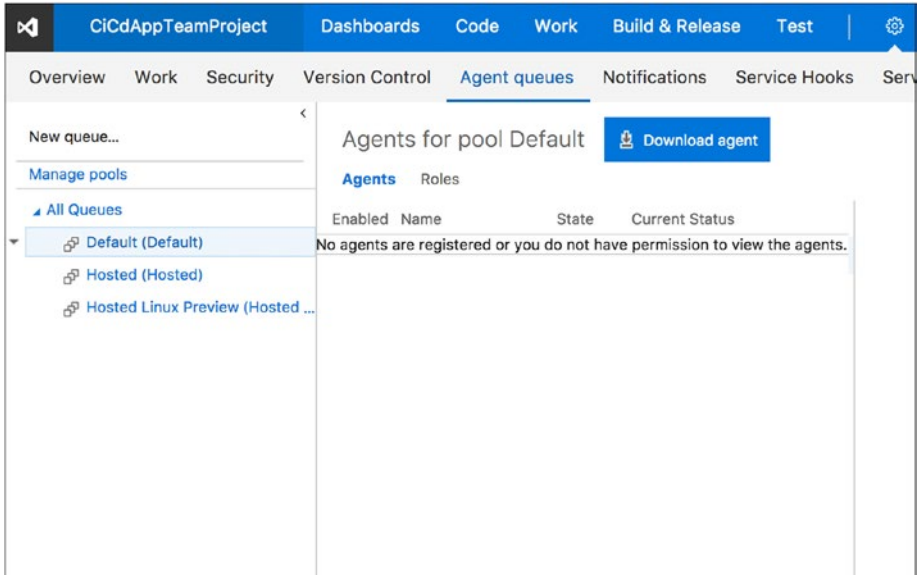 CiCdAppTeamProject Dashboards Code Work Build & Release Test
Overview Work Security Version Control Agent queues Notifications Service Hooks Serv
New queue...
Manage pools
All Queues
Default (Default)
Hosted (Hosted)
Hosted Linux Preview (Hosted ...
Agents for pool Default Download agent
Agents Roles
Enabled Name State Current Status
No agents are registered or you do not have permission to view the agents.